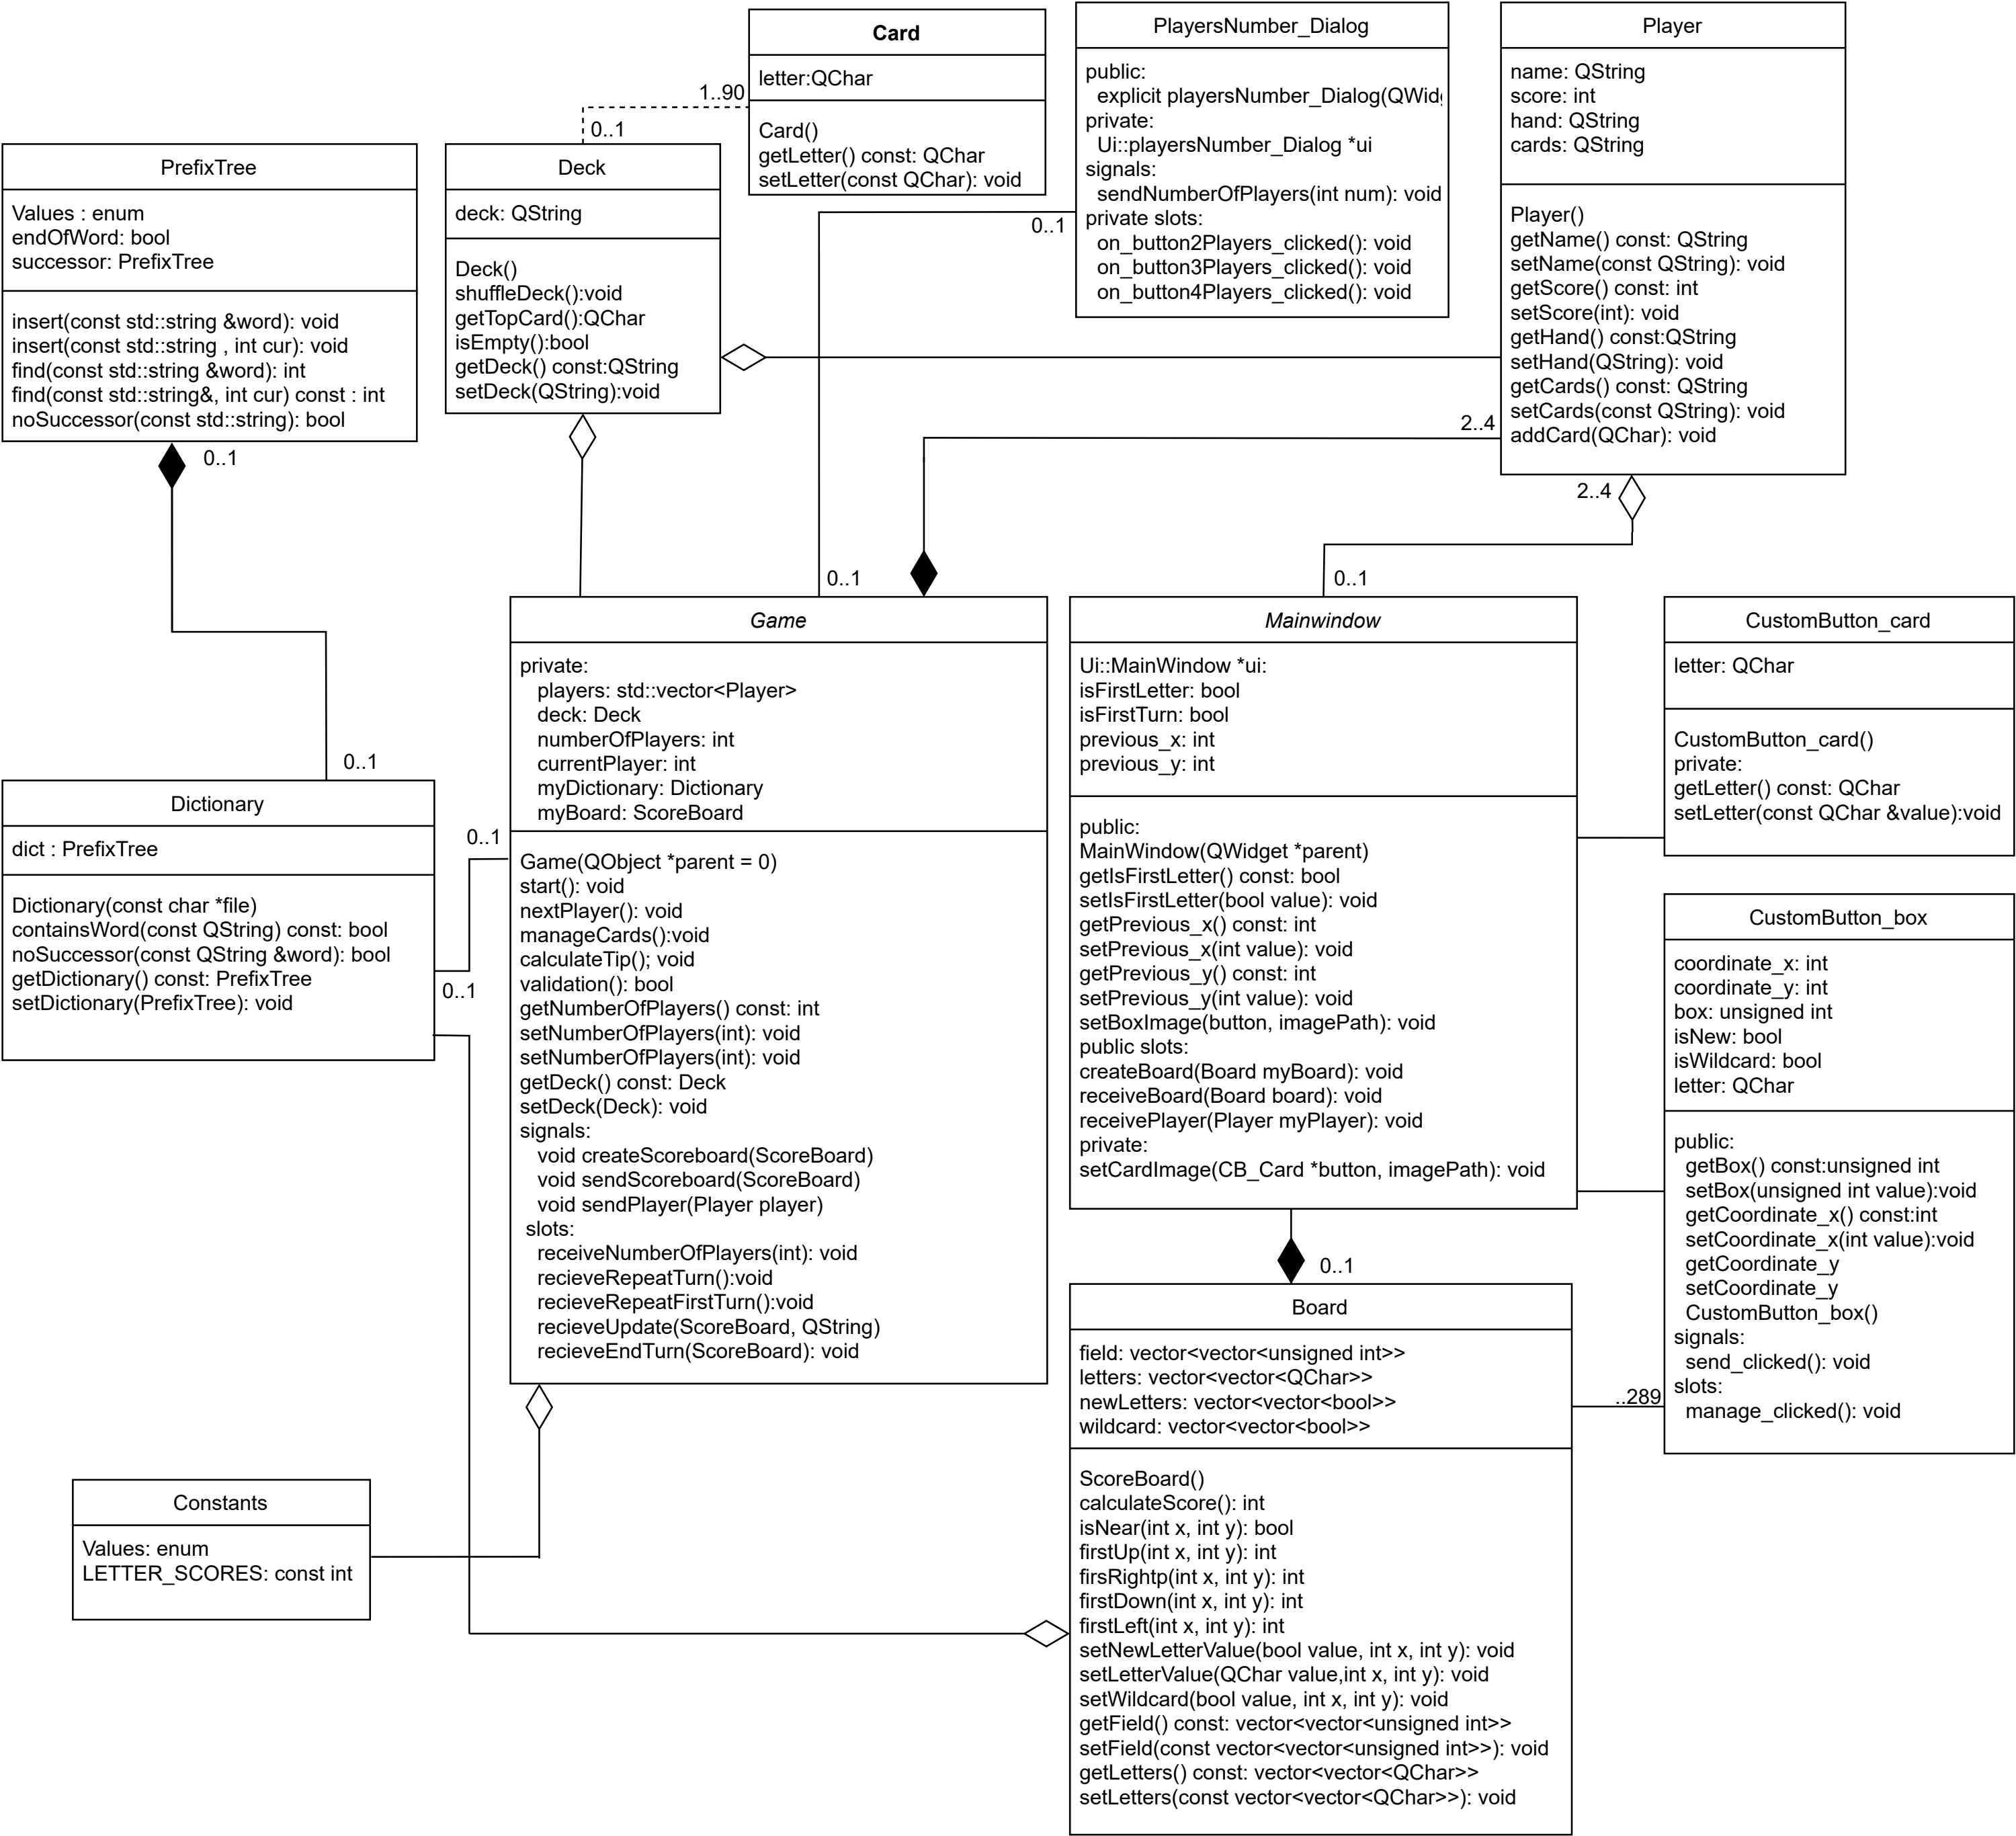 Card
letter:QChar
Card()
getLetter() const: QChar
setLetter(const QChar): void
PlayersNumber_Dialog
public:
explicit playersNumber_Dialog(QWidg
private:
Ui::playersNumber_Dialog *ui
signals:
sendNumberOfPlayers(int num): void
private slots:
on_button2Players_clicked(): void
on_button3Players_clicked(): void
on_button4Players_clicked(): void
Player
name: QString
score: int
hand: QString
cards: QString
Player()
getName() const: QString
setName(const QString): void
getScore() const: int
setScore(int): void
getHand() const:QString
setHand(QString): void
getCards() const: QString
setCards(const QString): void
addCard(QChar): void
1..90
0..1
0..1
PrefixTree
Values : enum
endOfWord: bool
successor: PrefixTree
insert(const std::string &word): void
insert(const std::string , int cur): void
find(const std::string &word): int
find(const std::string&, int cur) const : int
noSuccessor(const std::string): bool
0..1
Deck
deck: QString
Deck()
shuffleDeck():void
getTopCard():QChar
isEmpty():bool
getDeck() const:QString
setDeck(QString):void
2..4
2..4
0..1
0..1
Game
private:
players: std::vector<Player>
deck: Deck
numberOfPlayers: int
currentPlayer: int
myDictionary: Dictionary
myBoard: ScoreBoard
Game(QObject *parent = 0)
start(): void
nextPlayer(): void
manageCards():void
calculateTip(); void
validation(): bool
getNumberOfPlayers() const: int
setNumberOfPlayers(int): void
setNumberOfPlayers(int): void
getDeck() const: Deck
setDeck(Deck): void
signals:
void createScoreboard(ScoreBoard)
void sendScoreboard(ScoreBoard)
void sendPlayer(Player player)
slots:
receiveNumberOfPlayers(int): void
recieveRepeatTurn():void
recieveRepeatFirstTurn():void
recieveUpdate(ScoreBoard, QString)
recieveEndTurn(ScoreBoard): void
Mainwindow
Ui::MainWindow *ui:
isFirstLetter: bool
isFirstTurn: bool
previous_x: int
previous_y: int
public:
MainWindow(QWidget *parent)
getIsFirstLetter() const: bool
setIsFirstLetter(bool value): void
getPrevious_x() const: int
setPrevious_x(int value): void
getPrevious_y() const: int
setPrevious_y(int value): void
setBoxImage(button, imagePath): void
public slots:
createBoard(Board myBoard): void
receiveBoard(Board board): void
receivePlayer(Player myPlayer): void
private:
setCardImage(CB_Card *button, imagePath): void
CustomButton_card
letter: QChar
CustomButton_card()
private:
getLetter() const: QChar
setLetter(const QChar &value):void
0..1
Dictionary
dict : PrefixTree
Dictionary(const char *file)
containsWord(const QString) const: bool
noSuccessor(const QString &word): bool
getDictionary() const: PrefixTree
setDictionary(PrefixTree): void
0..1
0..1
CustomButton_box
coordinate_x: int
coordinate_y: int
box: unsigned int
isNew: bool
isWildcard: bool
letter: QChar
public:
getBox() const:unsigned int
setBox(unsigned int value):void
getCoordinate_x() const:int
setCoordinate_x(int value):void
getCoordinate_y
setCoordinate_y
CustomButton_box()
signals:
send_clicked(): void
slots:
manage_clicked(): void
0..1
..289
Board
field: vector<vector<unsigned int>>
letters: vector<vector<QChar>>
newLetters: vector<vector<bool>>
wildcard: vector<vector<bool>>
ScoreBoard()
calculateScore(): int
isNear(int x, int y): bool
firstUp(int x, int y): int
firsRightp(int x, int y): int
firstDown(int x, int y): int
firstLeft(int x, int y): int
setNewLetterValue(bool value, int x, int y): void
setLetterValue(QChar value,int x, int y): void
setWildcard(bool value, int x, int y): void
getField() const: vector<vector<unsigned int>>
setField(const vector<vector<unsigned int>>): void
getLetters() const: vector<vector<QChar>>
setLetters(const vector<vector<QChar>>): void
Constants
Values: enum
LETTER_SCORES: const int